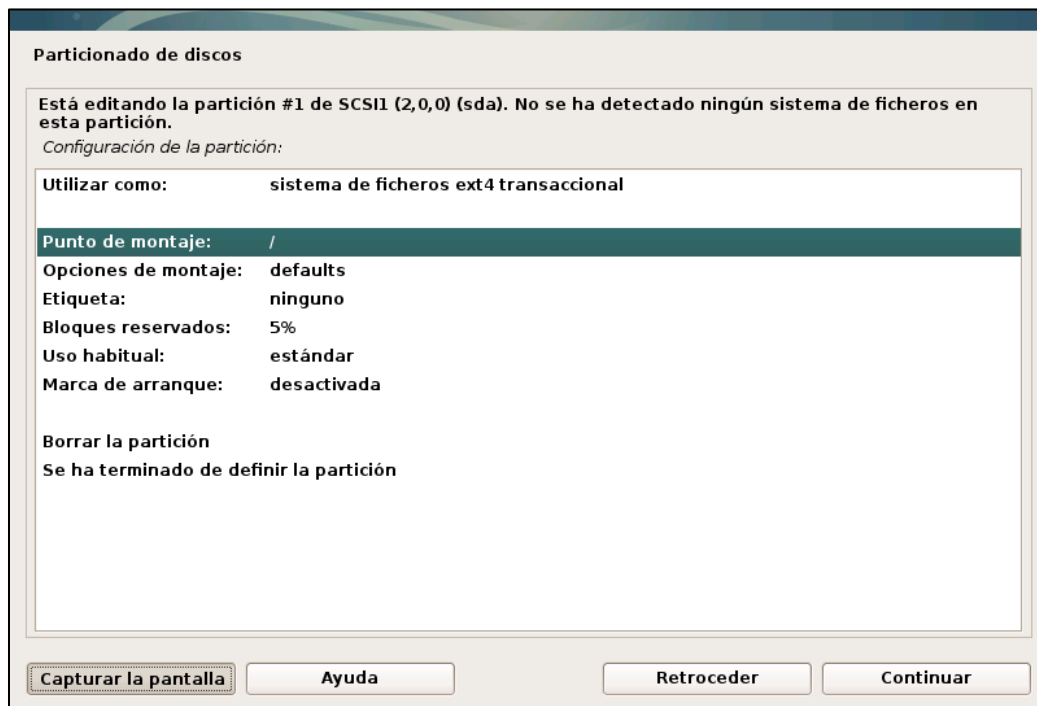 Particionado de discos
Está editando la partición #1 de SCSI1 (2,0,0) (sda). No se ha detectado ningún sistema de ficheros en
esta partición.
Configuración de la partición:
Utilizar como: sistema de ficheros ext4 transaccional
Punto de montaje: /
Opciones de montaje: defaults
Etiqueta: ninguno
Bloques reservados: 5%
Uso habitual: estándar
Marca de arranque: desactivada
Borrar la partición
Se ha terminado de definir la partición
Capturar la pantalla Ayuda Retroceder Continuar